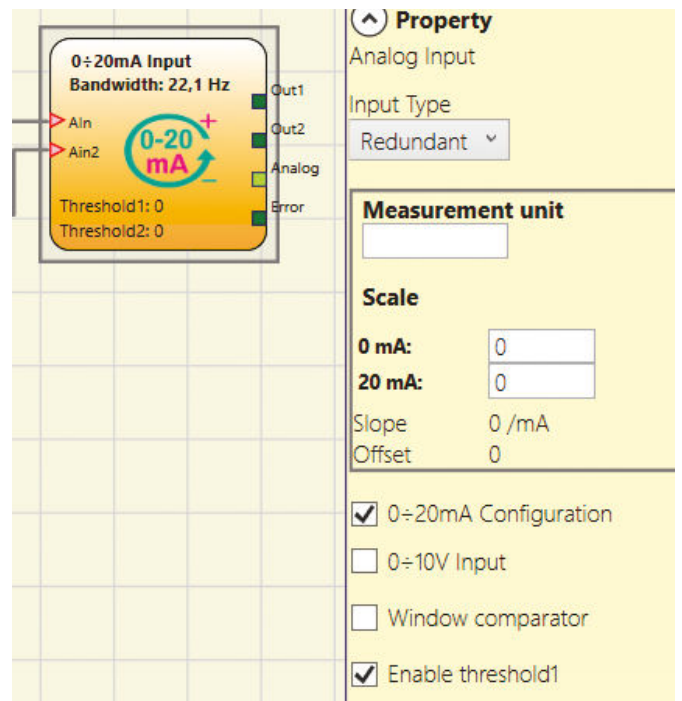 0÷20mA Input
Bandwidth: 22,1 Hz
AIn
Ain2
0-20
mA
+
−
Threshold1: 0
Threshold2: 0
Out1
Out2
Analog
Error
Property
Analog Input
Input Type
Redundant
Measurement unit
Scale
0 mA: 0
20 mA: 0
Slope 0 /mA
Offset 0
0÷20mA Configuration
0÷10V Input
Window comparator
Enable threshold1